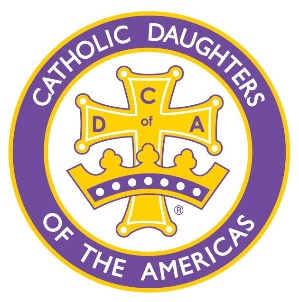 CATHOLIC DAUGHTERS
C
D of A
®
OF THE AMERICAS